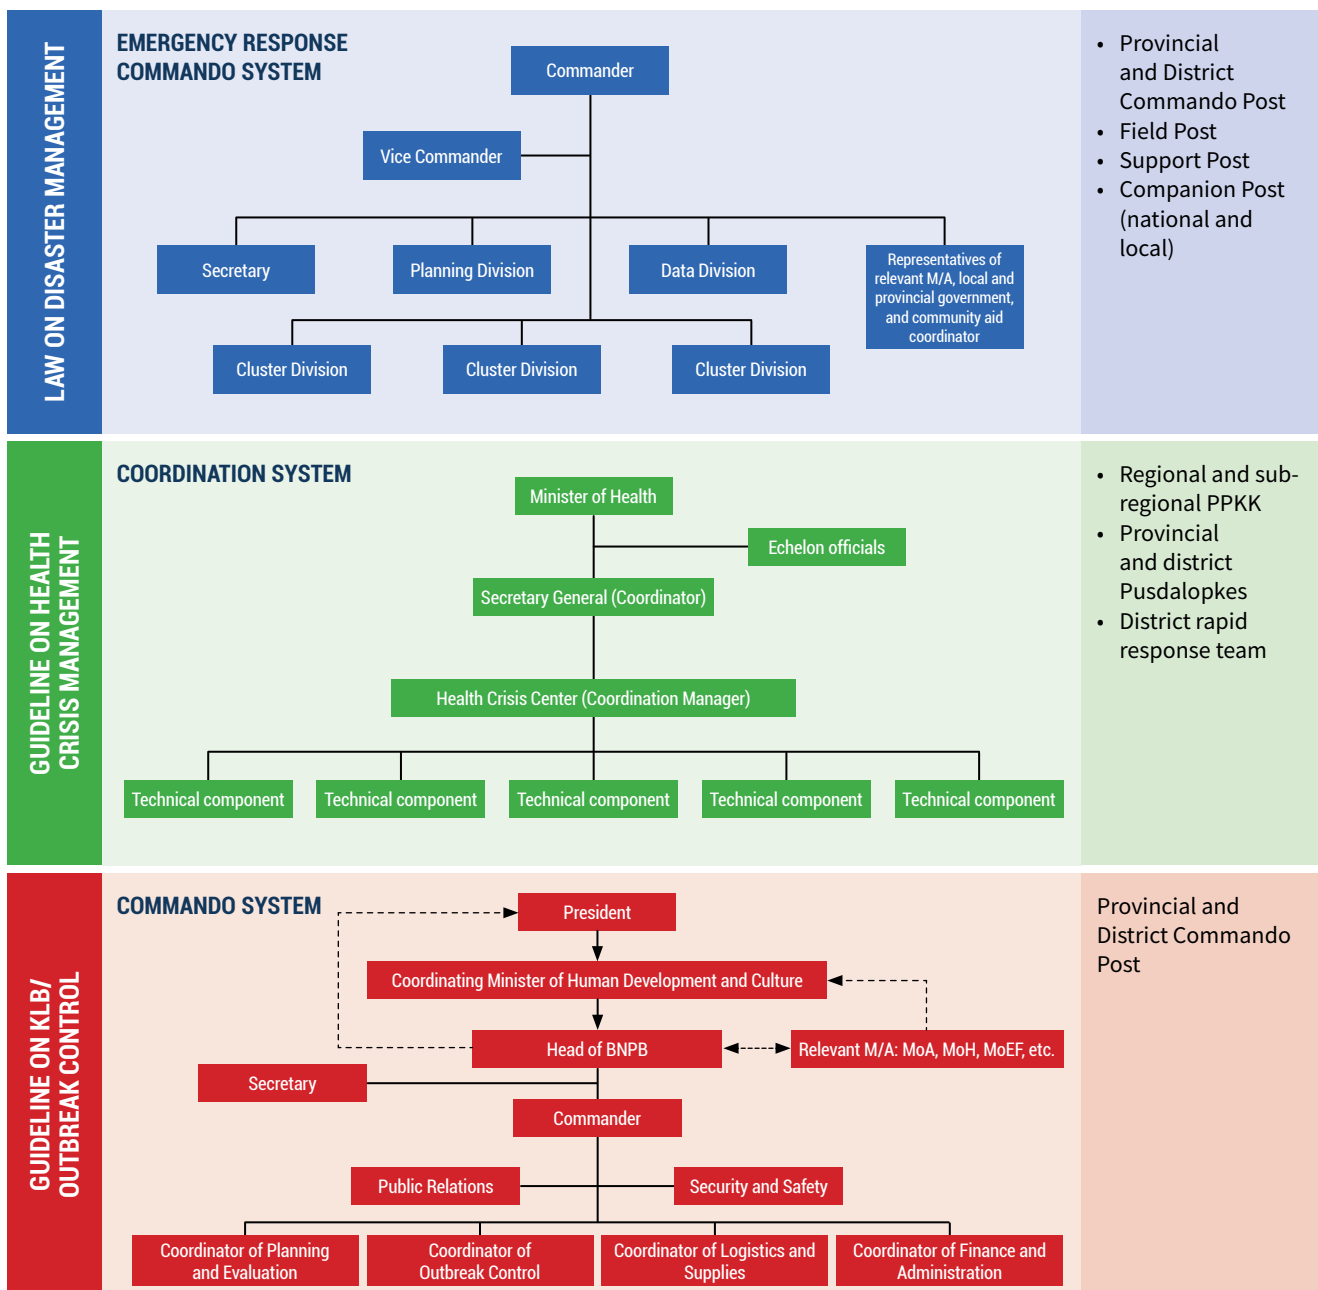 LAW ON DISASTER MANAGEMENT
EMERGENCY RESPONSE
COMMANDO SYSTEM
Commander
Vice Commander
Secretary
Planning Division
Data Division
Representatives of
relevant M/A, local and
provincial government,
and community aid
coordinator
Cluster Division
Cluster Division
Cluster Division
• Provincial
and District
Commando Post
• Field Post
• Support Post
• Companion Post
(national and
local)
GUIDELINE ON HEALTH
CRISIS MANAGEMENT
COORDINATION SYSTEM
Minister of Health
Echelon officials
Secretary General (Coordinator)
Health Crisis Center (Coordination Manager)
Technical component
Technical component
Technical component
Technical component
Technical component
• Regional and sub-
regional PPKK
• Provincial
and district
Pusdalopkes
• District rapid
response team
GUIDELINE ON KLB/
OUTBREAK CONTROL
COMMANDO SYSTEM
President
Coordinating Minister of Human Development and Culture
Head of BNPB
Relevant M/A: MoA, MoH, MoEF, etc.
Secretary
Commander
Public Relations
Security and Safety
Coordinator of Planning
and Evaluation
Coordinator of
Outbreak Control
Coordinator of Logistics and
Supplies
Coordinator of Finance and
Administration
Provincial and
District Commando
Post